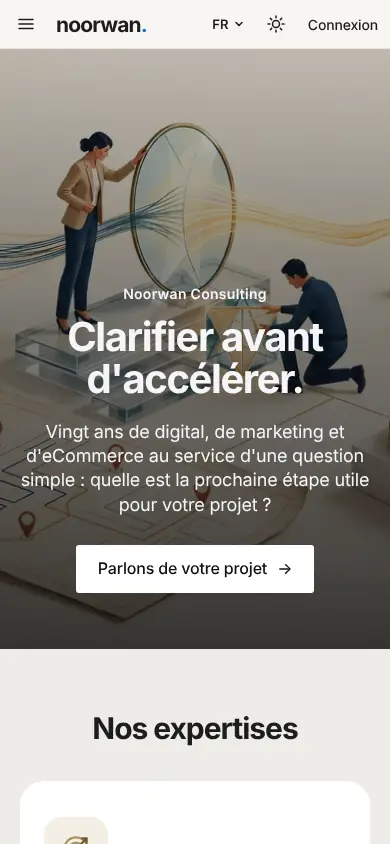 noorwan.
FR
Connexion
Noorwan Consulting
Clarifier avant
d'accélérer.
Vingt ans de digital, de marketing et
d'eCommerce au service d'une question
simple : quelle est la prochaine étape utile
pour votre projet ?
Parlons de votre projet →
Nos expertises